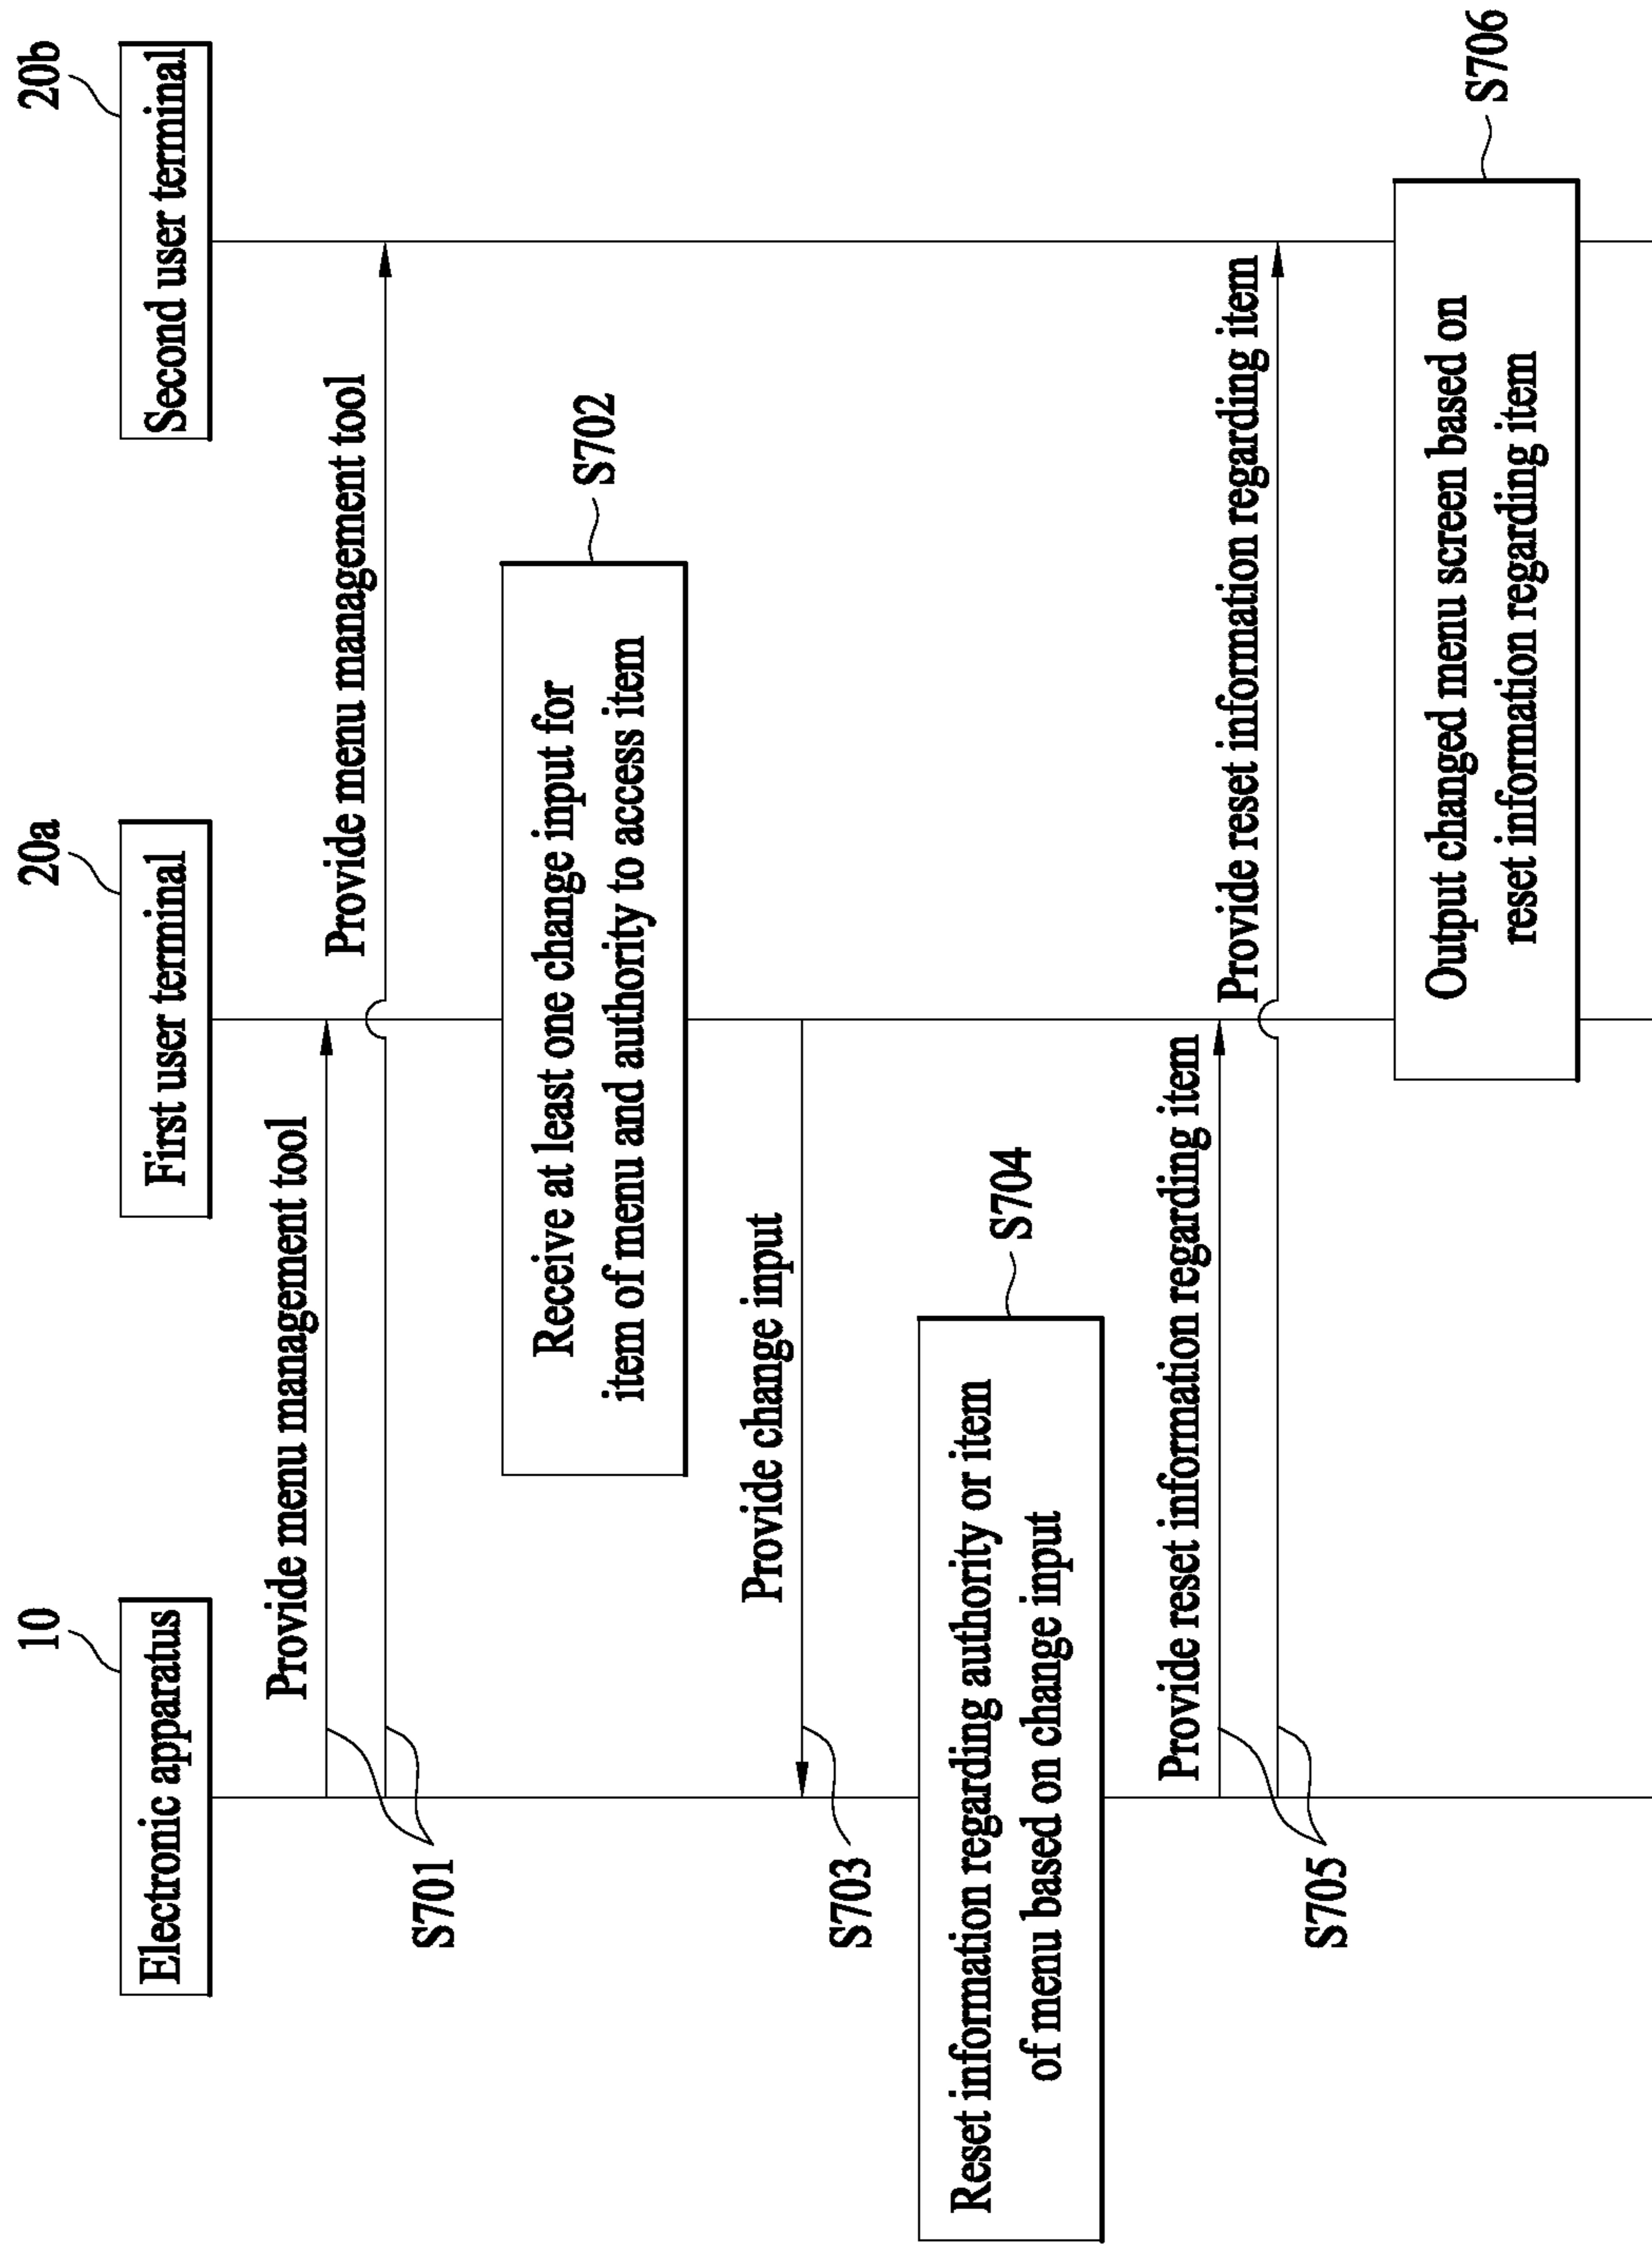 10
20a
20b
Electronic apparatus
First user terminal
Second user terminal
Provide menu management tool
Provide menu management tool
S701
Receive at least one change input for
item of menu and authority to access item
S702
Provide change input
S703
Reset information regarding authority or item
of menu based on change input
S704
Provide reset information regarding item
Provide reset information regarding item
S705
Output changed menu screen based on
reset information regarding item
S706